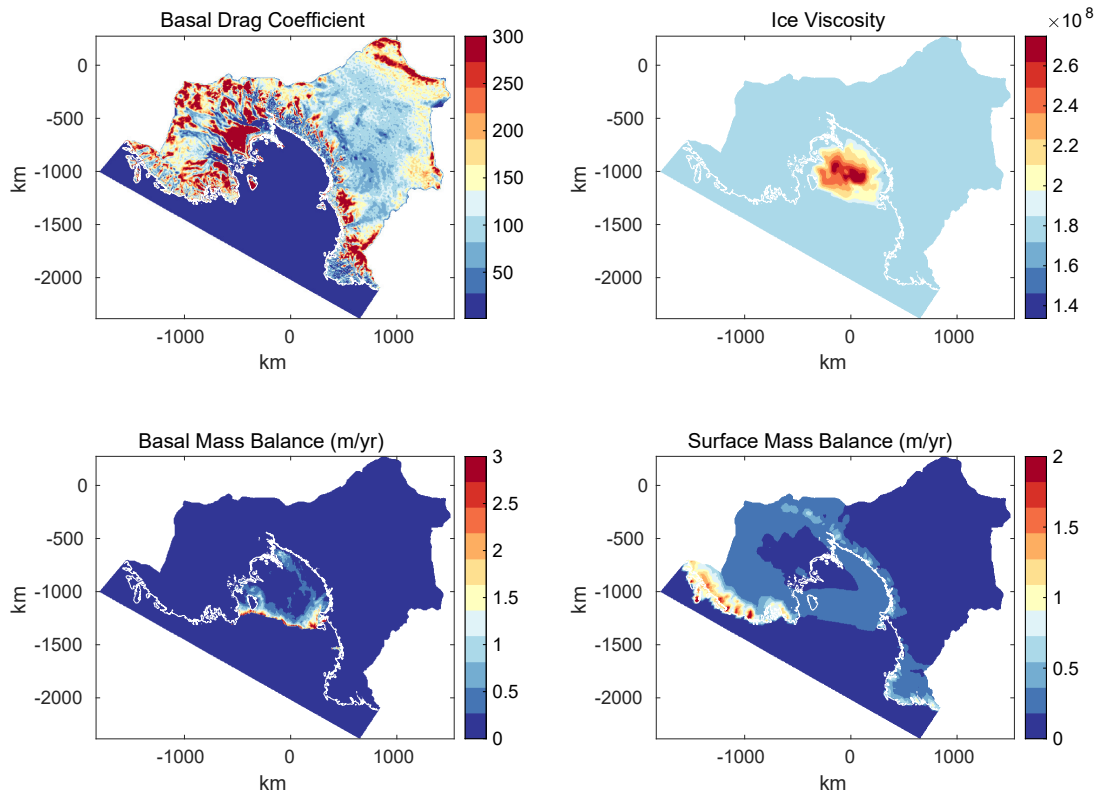 Basal Drag Coefficient
0
-500
-1000
-1500
-2000
km
-1000 0 1000
km
300
250
200
150
100
50
Ice Viscosity
×10^8
0
-500
-1000
-1500
-2000
km
-1000 0 1000
km
2.6
2.4
2.2
2
1.8
1.6
1.4
Basal Mass Balance (m/yr)
0
-500
-1000
-1500
-2000
km
-1000 0 1000
km
3
2.5
2
1.5
1
0.5
0
Surface Mass Balance (m/yr)
0
-500
-1000
-1500
-2000
km
-1000 0 1000
km
2
1.5
1
0.5
0